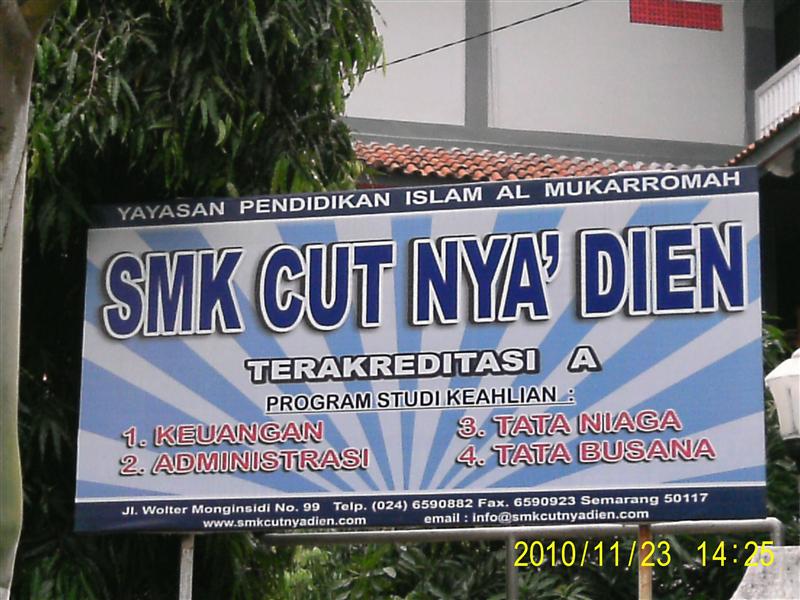 YAYASAN PENDIDIKAN ISLAM AL MUKARROMAH
SMK CUT NYA' DIEN
TERAKREDITASI A
PROGRAM STUDI KEAHLIAN :
1. KEUANGAN
2. ADMINISTRASI
3. TATA NIAGA
4. TATA BUSANA
Jl. Wolter Monginsidi No. 99 Telp. (024) 6590882 Fax. 6590923 Semarang 50117
www.smkcutnyadien.com email : info@smkcutnyadien.com
2010/11/23 14:25